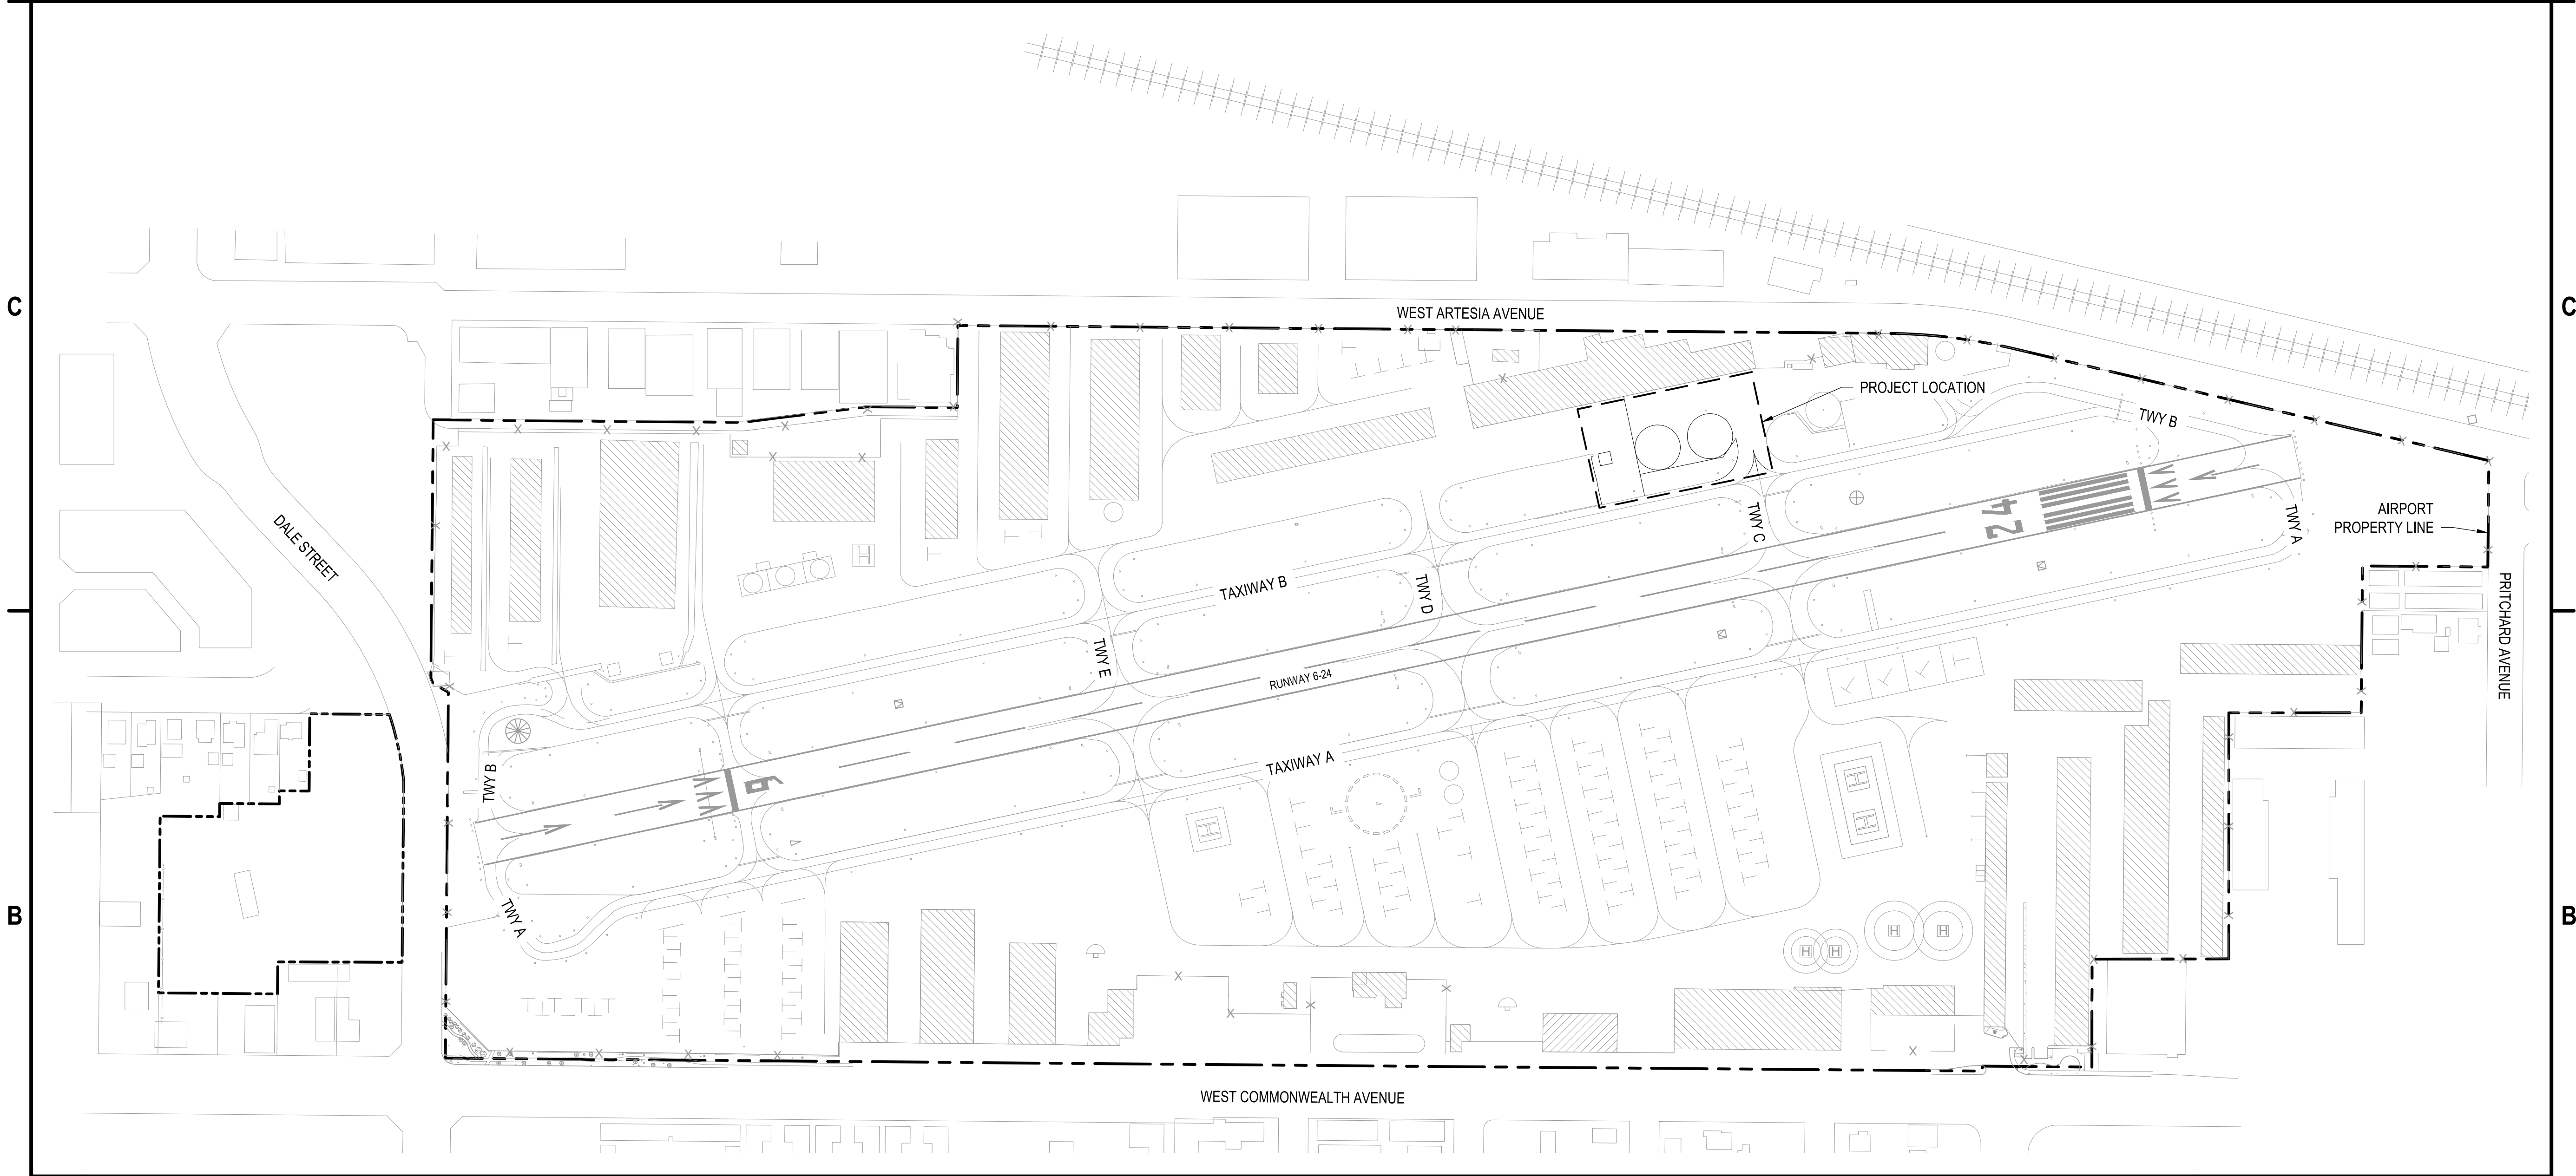 C
C
WEST ARTESIA AVENUE
PROJECT LOCATION
TWY B
DALE STREET
24
TWY C
TWY A
AIRPORT
PROPERTY LINE
H
TAXIWAY B
TWY D
PRITCHARD AVENUE
TWY E
RUNWAY 6-24
TAXIWAY A
TWY B
6
H
H
H
TWY A
B
B
H
H
H
H
WEST COMMONWEALTH AVENUE